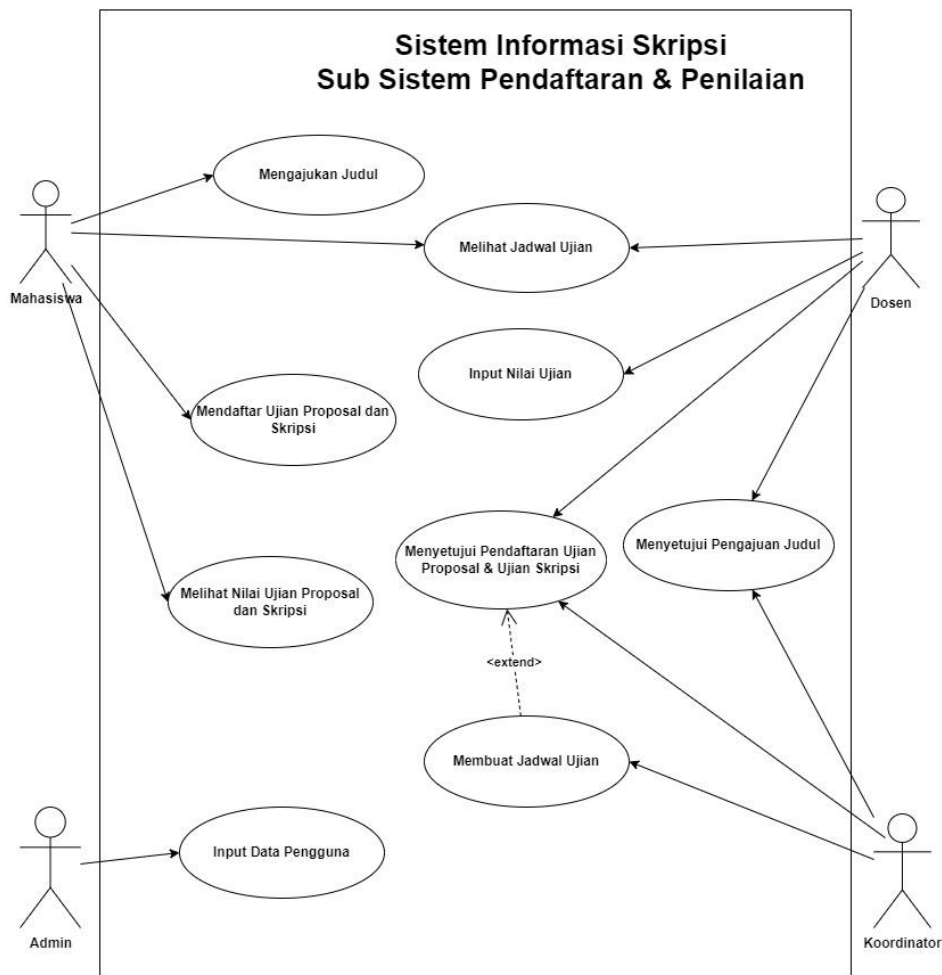 Sistem Informasi Skripsi
Sub Sistem Pendaftaran & Penilaian
Mengajukan Judul
Mahasiswa
Melihat Jadwal Ujian
Dosen
Input Nilai Ujian
Mendaftar Ujian Proposal dan
Skripsi
Menyetujui Pendaftaran Ujian
Proposal & Ujian Skripsi
Menyetujui Pengajuan Judul
Melihat Nilai Ujian Proposal
dan Skripsi
<extend>
Membuat Jadwal Ujian
Input Data Pengguna
Admin
Koordinator